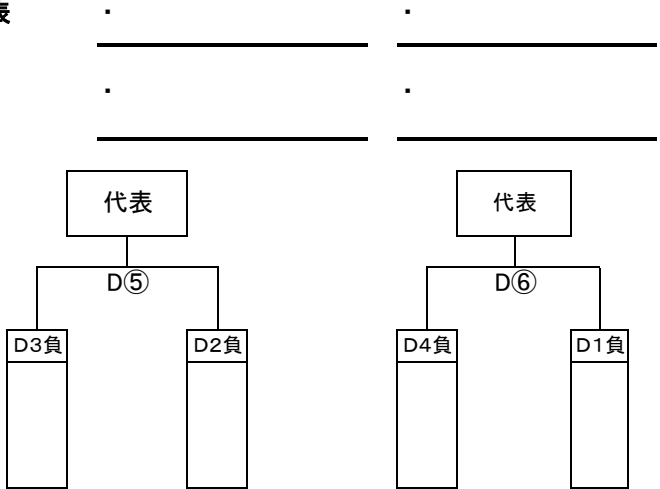 表
・ ・
・ ・
代表 代表
D⑤ D⑥
D3負 D2負 D4負 D1負